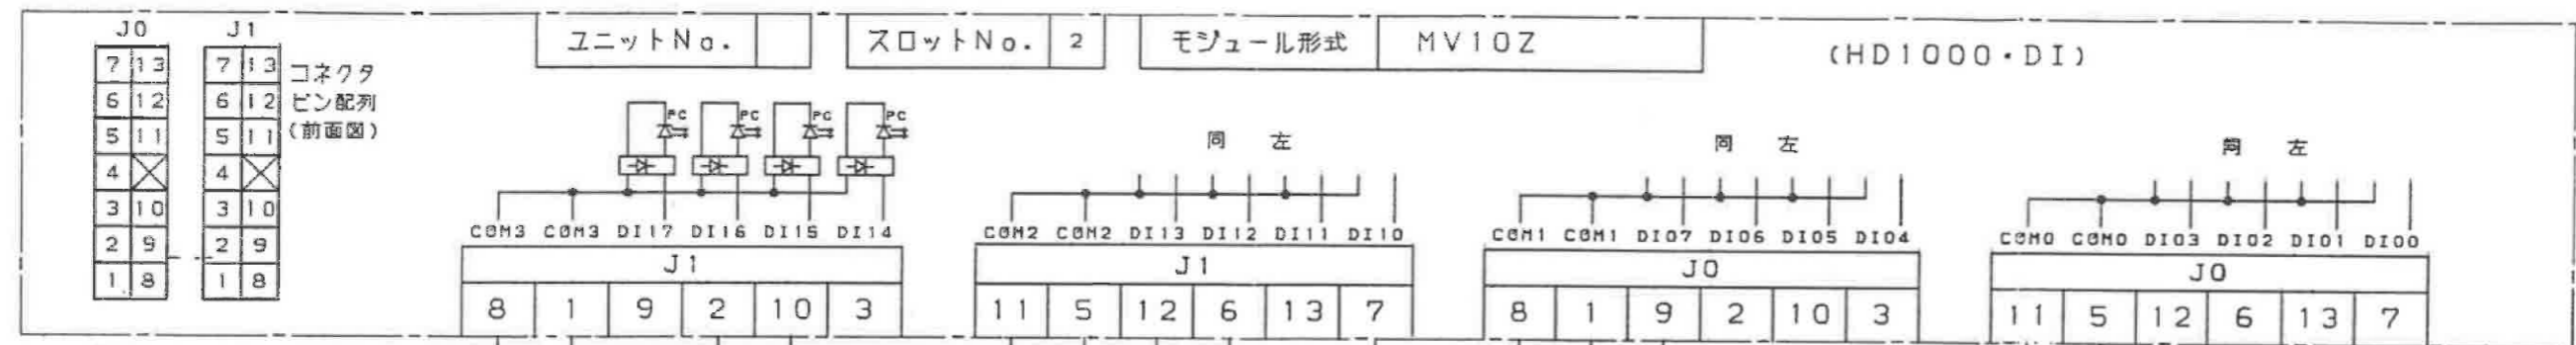 J0 J1
7 13 7 13
6 12 6 12
5 11 5 11
4 4
3 10 3 10
2 9 2 9
1 8 1 8
コネクタ
ピン配列
(前面図)
ユニットNo.
スロットNo. 2
モジュール形式 MV10Z
(HD1000・DI)
PC PC PC PC
COM3 COM3 DI17 DI16 DI15 DI14
J1
8 1 9 2 10 3
同 左
COM2 COM2 DI13 DI12 DI11 DI10
J1
11 5 12 6 13 7
同 左
COM1 COM1 DI07 DI06 DI05 DI04
J0
8 1 9 2 10 3
同 左
COM0 COM0 DI03 DI02 DI01 DI00
J0
11 5 12 6 13 7